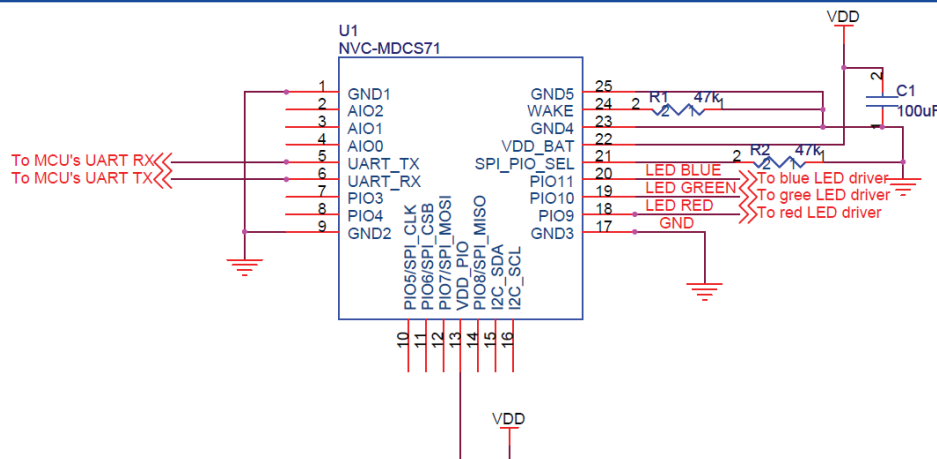 VDD
U1
NVC-MDCS71
1 GND1
2 AIO2
3 AIO1
4 AIO0
To MCU's UART RX 5 UART_TX
To MCU's UART TX 6 UART_RX
7 PIO3
8 PIO4
9 GND2
GND5 25
WAKE 24 2 R1 2 1 47k 1
GND4 23
VDD_BAT 22
SPI_PIO_SEL 21 2 R2 2 1 47k 1
PIO11 20 LED BLUE To blue LED driver
PIO10 19 LED GREEN To gree LED driver
PIO9 18 LED RED To red LED driver
GND3 17 GND
2
C1
100uF
1
PIO5/SPI_CLK 10
PIO6/SPI_CSB 11
PIO7/SPI_MOSI 12
VDD_PIO 13
PIO8/SPI_MISO 14
I2C_SDA 15
I2C_SCL 16
VDD